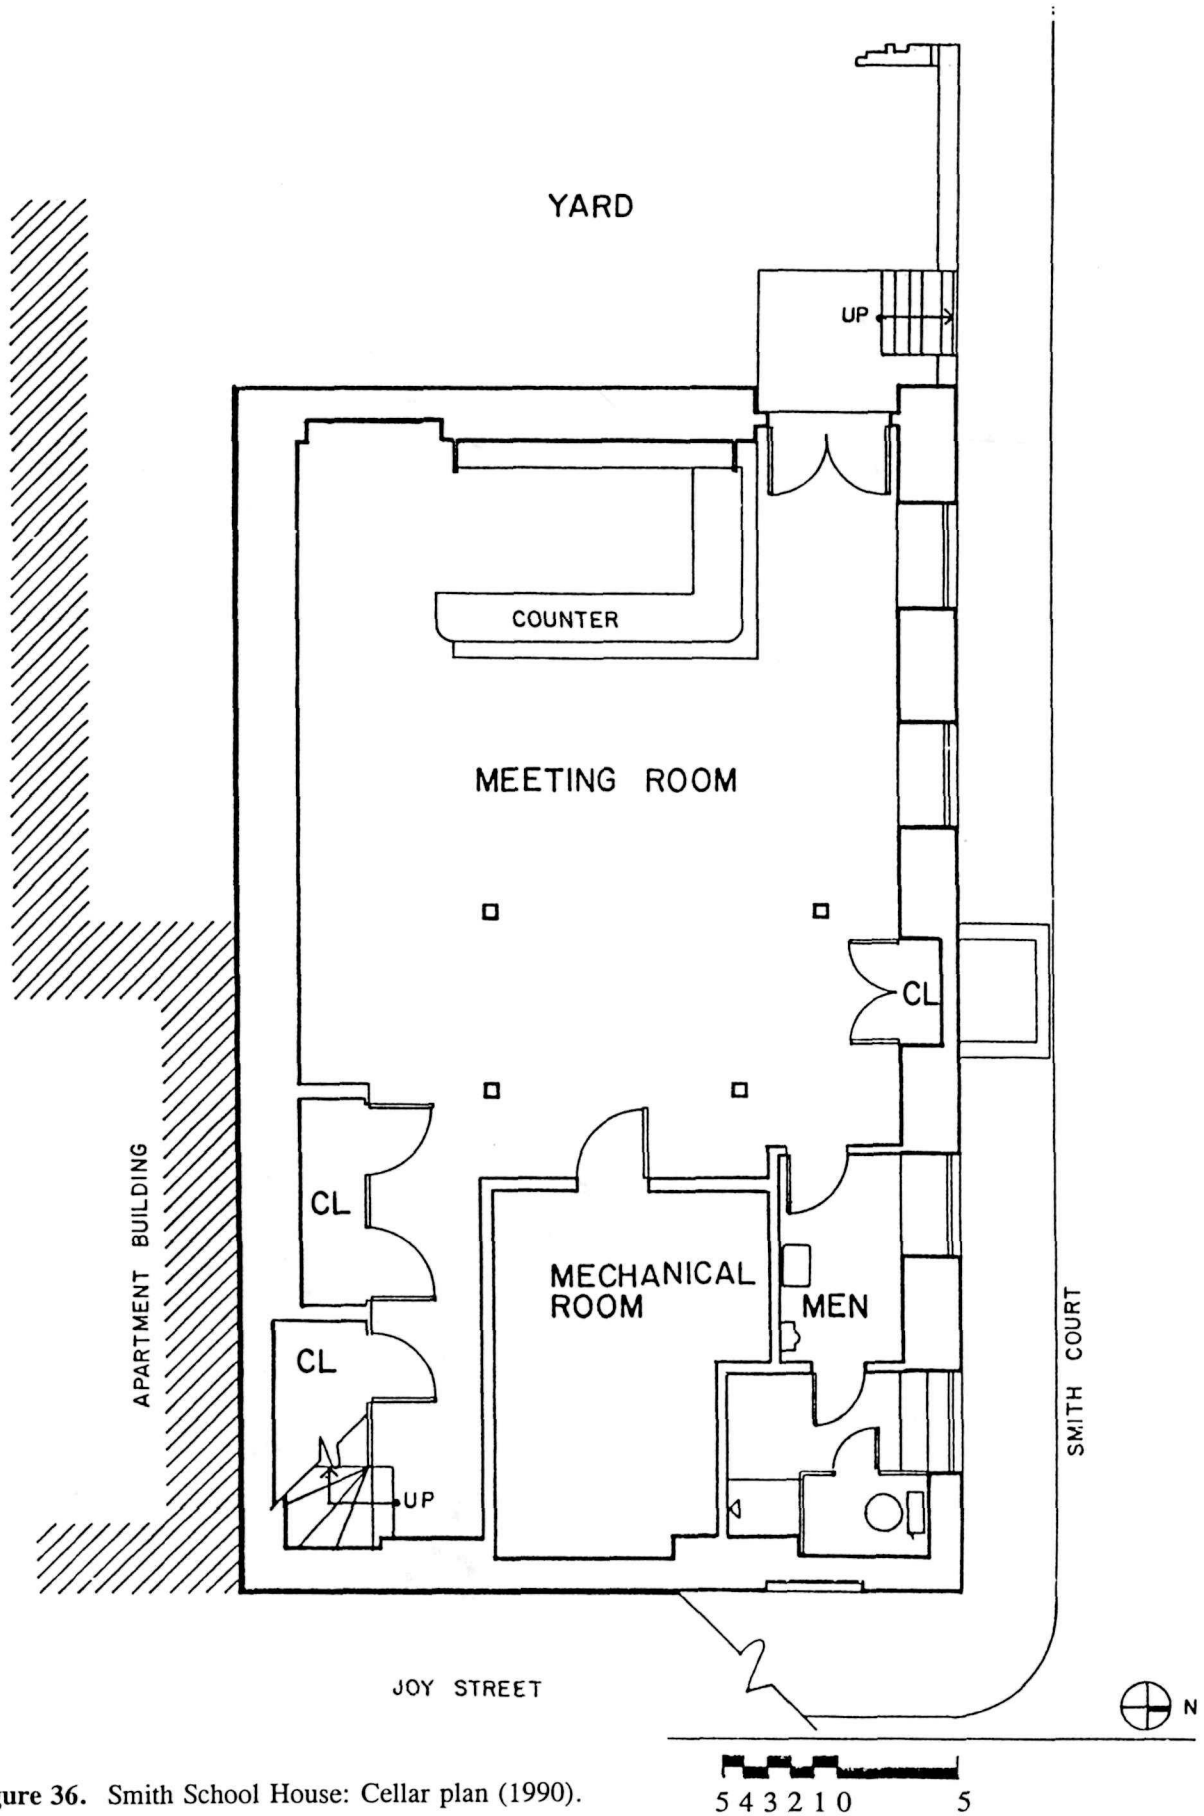 YARD
UP
COUNTER
MEETING ROOM
CL
CL
MECHANICAL
ROOM
MEN
CL
UP
APARTMENT BUILDING
SMITH COURT
JOY STREET
N
gure 36. Smith School House: Cellar plan (1990).
5 4 3 2 1 0 5